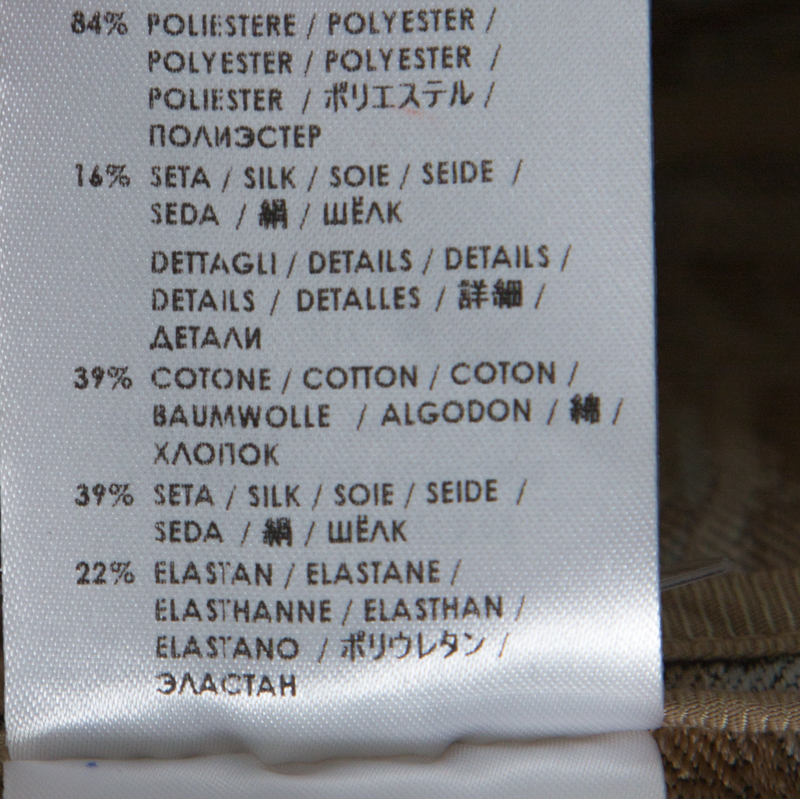 84% POLIESTERE / POLYESTER /
POLYESTER / POLYESTER /
POLIESTER / ポリエステル /
ПОЛИЭСТЕР
16% SETA / SILK / SOIE / SEIDE /
SEDA / 絹 / ШЁЛК
DETTAGLI / DETAILS / DETAILS /
DETAILS / DETALLES / 詳細 /
ДЕТАЛИ
39% COTONE / COTTON / COTON /
BAUMWOLLE / ALGODON / 綿 /
ХЛОПОК
39% SETA / SILK / SOIE / SEIDE /
SEDA / 絹 / ШЁЛК
22% ELASTAN / ELASTANE /
ELASTHANNE / ELASTHAN /
ELASTANO / ポリウレタン /
ЭЛАСТАН